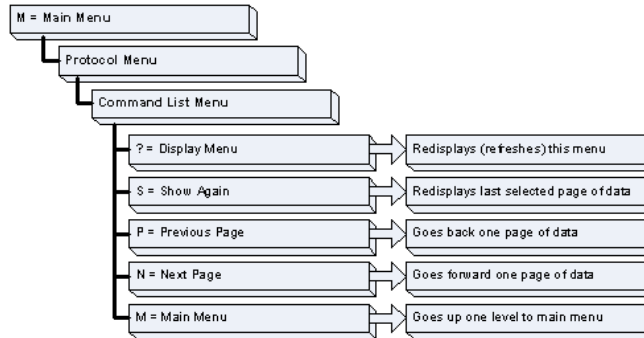 M = Main Menu
Protocol Menu
Command List Menu
? = Display Menu
Redisplays (refreshes) this menu
S = Show Again
Redisplays last selected page of data
P = Previous Page
Goes back one page of data
N = Next Page
Goes forward one page of data
M = Main Menu
Goes up one level to main menu